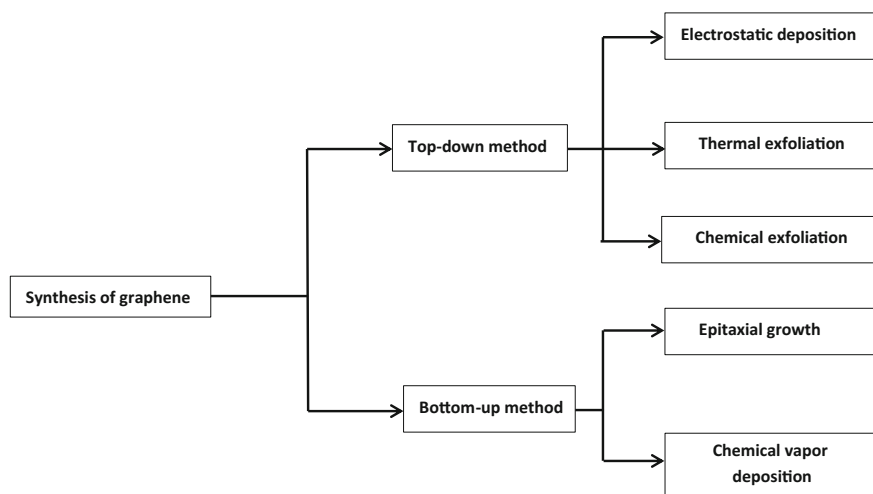 Electrostatic deposition
Top-down method
Thermal exfoliation
Chemical exfoliation
Synthesis of graphene
Epitaxial growth
Bottom-up method
Chemical vapor
deposition